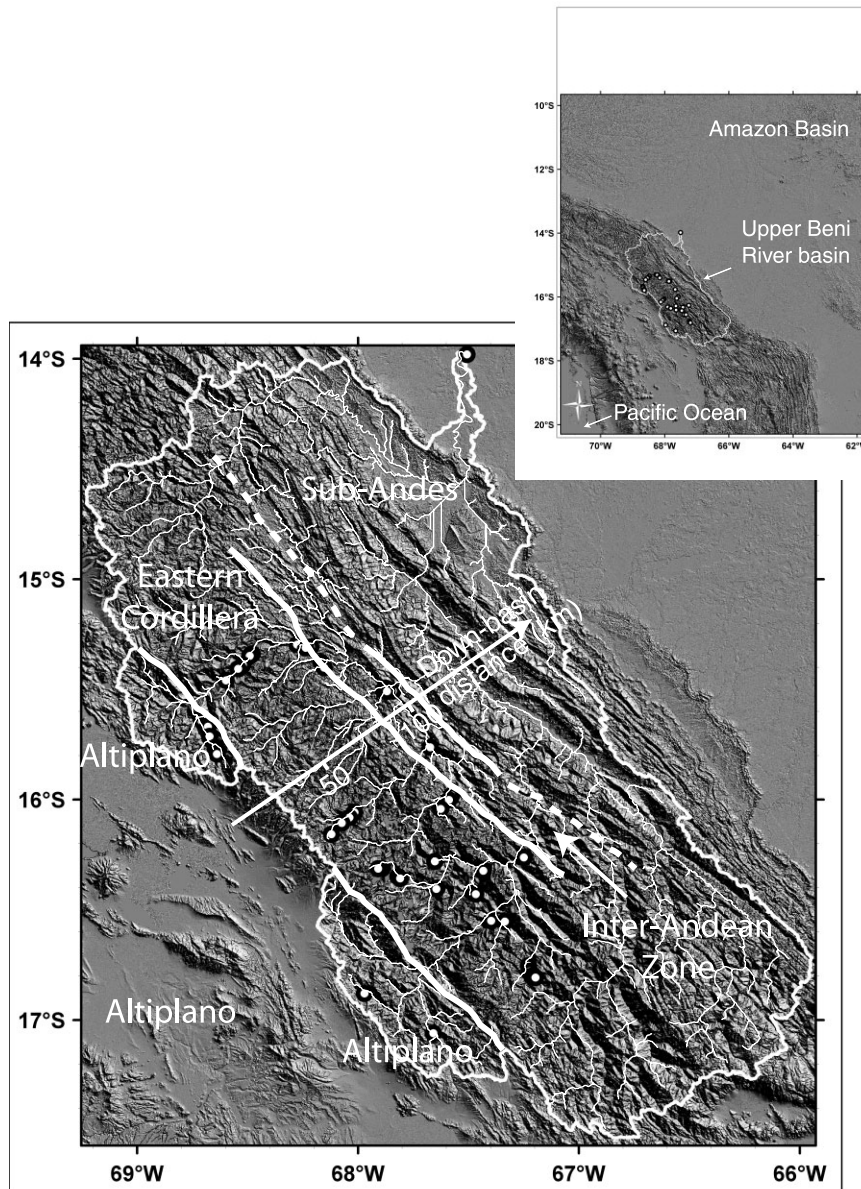 10°S
12°S
14°S
16°S
18°S
20°S
70°W
68°W
66°W
64°W
62°W
Amazon Basin
Upper Beni
River basin
N
Pacific Ocean
14°S
15°S
16°S
17°S
69°W
68°W
67°W
66°W
Sub-Andes
Eastern
Cordillera
Down-basin
distance (km)
50
100
Altiplano
Inter-Andean
Zone
Altiplano
Altiplano